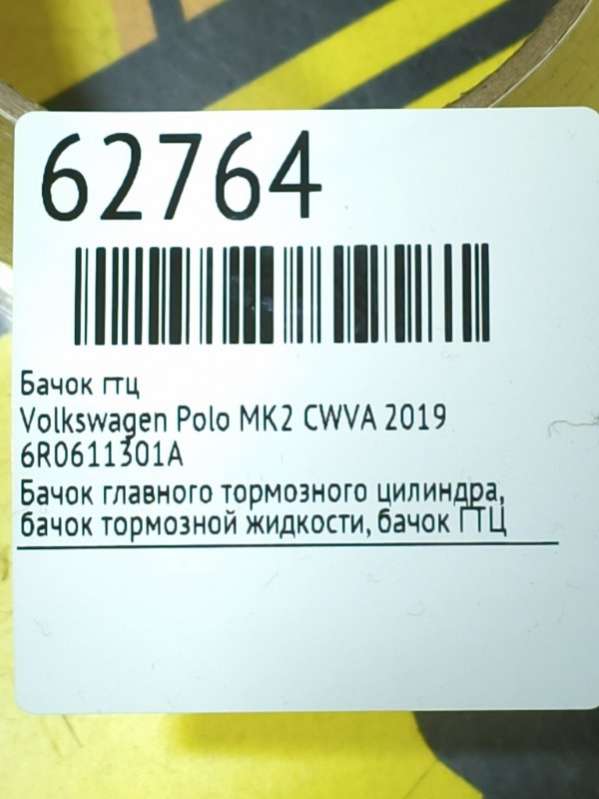 62764
Бачок гтц
Volkswagen Polo MK2 CWVA 2019
6R0611301A
Бачок главного тормозного цилиндра,
бачок тормозной жидкости, бачок ГТЦ